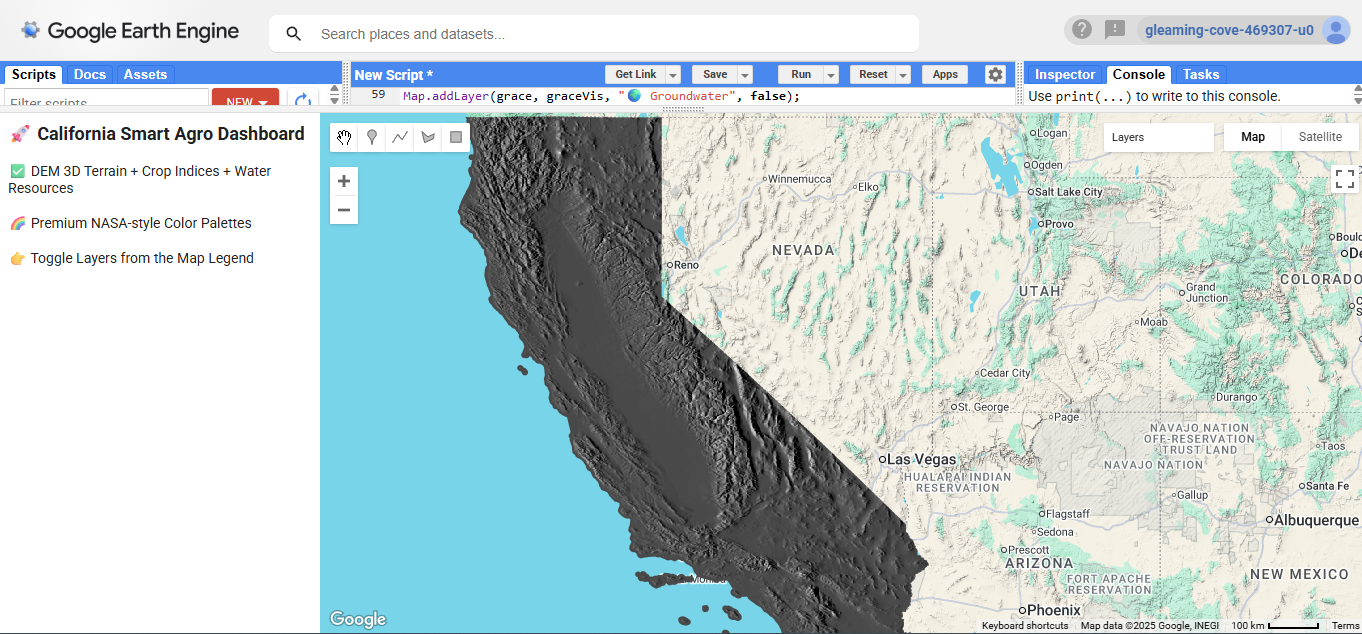 Google Earth Engine
Search places and datasets...
gleaming-cove-469307-u0
Scripts Docs Assets
New Script *
Get Link Save Run Reset Apps
Inspector Console Tasks
Filter scripts
NEW
59 Map.addLayer(grace, graceVis, "🌎 Groundwater", false);
Use print(...) to write to this console.
🚀 California Smart Agro Dashboard
✅ DEM 3D Terrain + Crop Indices + Water
Resources
🌈 Premium NASA-style Color Palettes
👉 Toggle Layers from the Map Legend
Layers
Map Satellite
Logan
Ogden
Winnemucca
Elko
Salt Lake City
Provo
NEVADA
Reno
UTAH
COLORADO
Grand
Junction
Moab
Cedar City
Durango
St. George
Page
NAVAJO NATION
OFF-RESERVATION
TRUST LAND
Taos
Las Vegas
NAVAJO NATION
HUALAPAI INDIAN
RESERVATION
Santa Fe
Gallup
Flagstaff
Albuquerque
Sedona
Prescott
ARIZONA
NEW MEXICO
FORT APACHE
RESERVATION
Phoenix
Google
Keyboard shortcuts Map data ©2025 Google, INEGI 100 km Terms